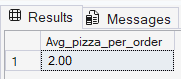 Results Messages
Avg_pizza_per_order
1 2.00